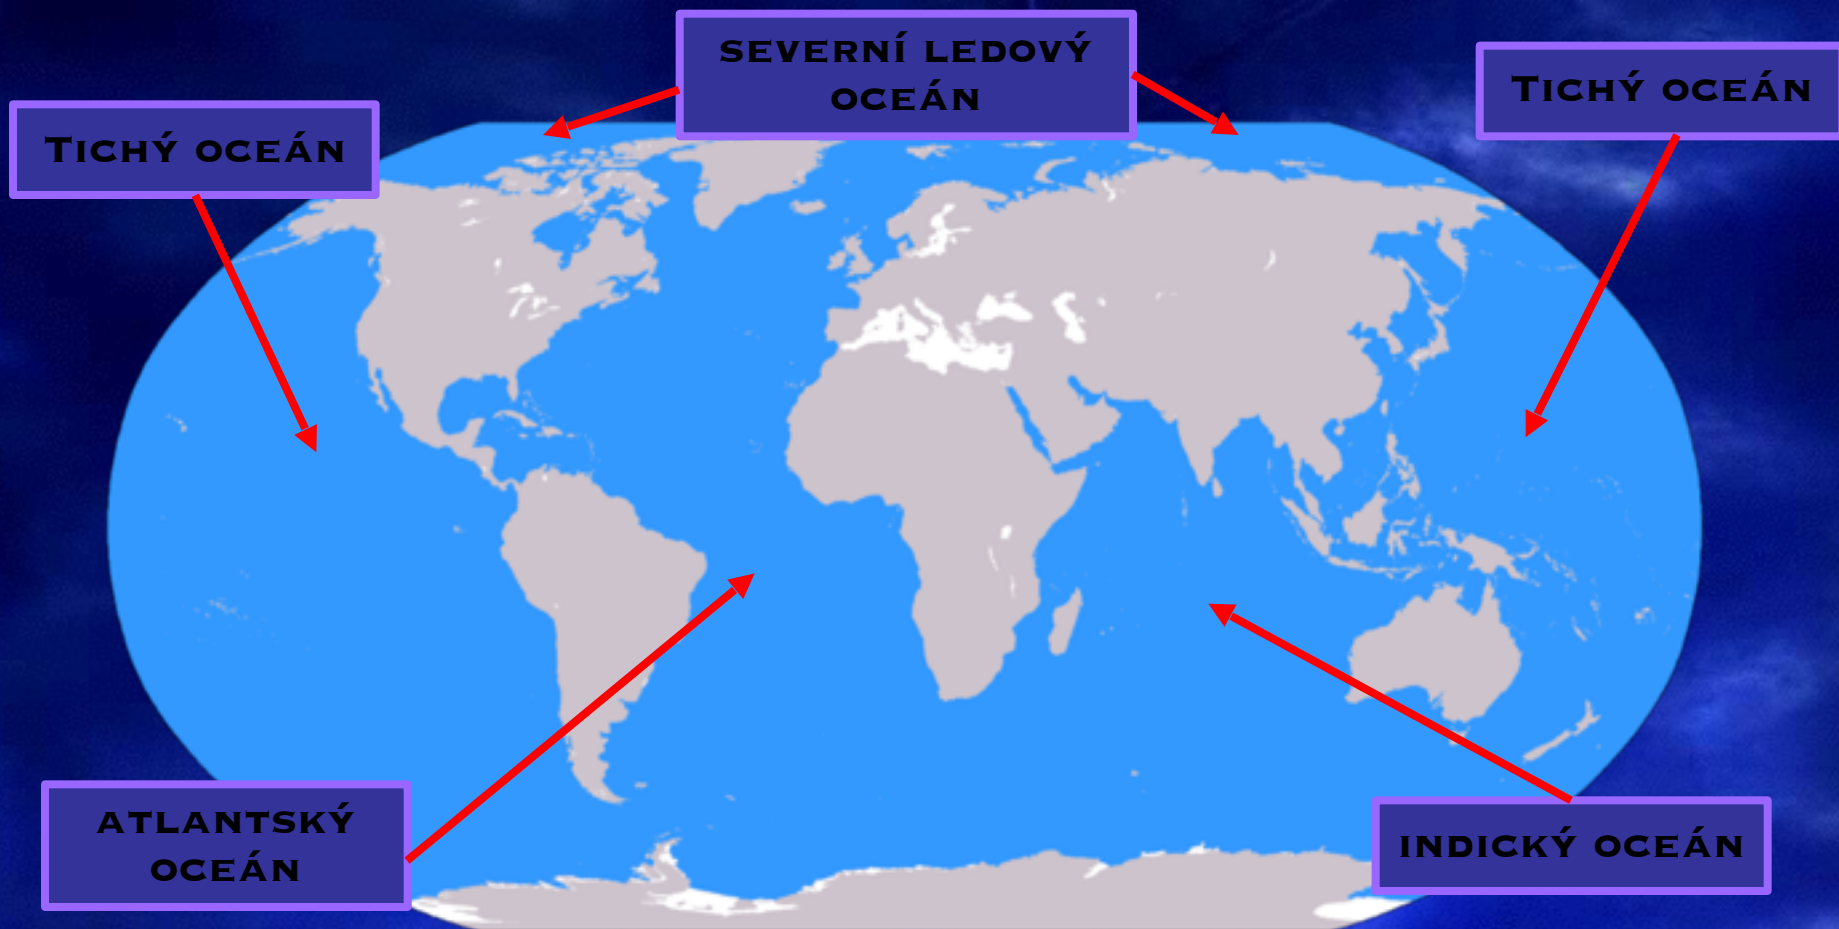 SEVERNÍ LEDOVÝ
OCEÁN
TICHÝ OCEÁN
TICHÝ OCEÁN
ATLANTSKÝ
OCEÁN
INDICKÝ OCEÁN